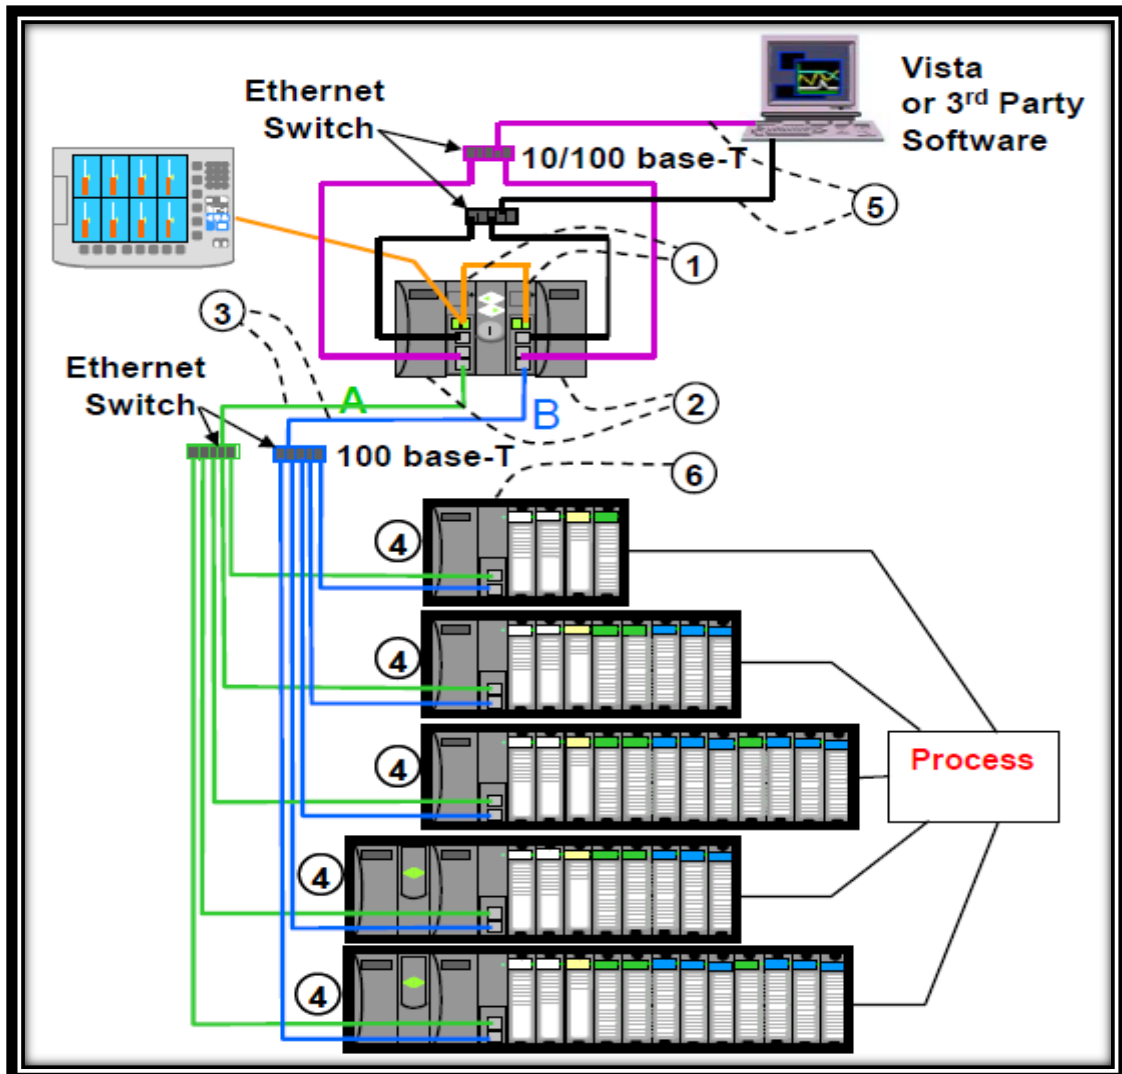 Ethernet
Switch
Vista
or 3rd Party
Software
10/100 base-T
5
1
3
Ethernet
Switch
A
B
2
100 base-T
6
4
4
4
Process
4
4